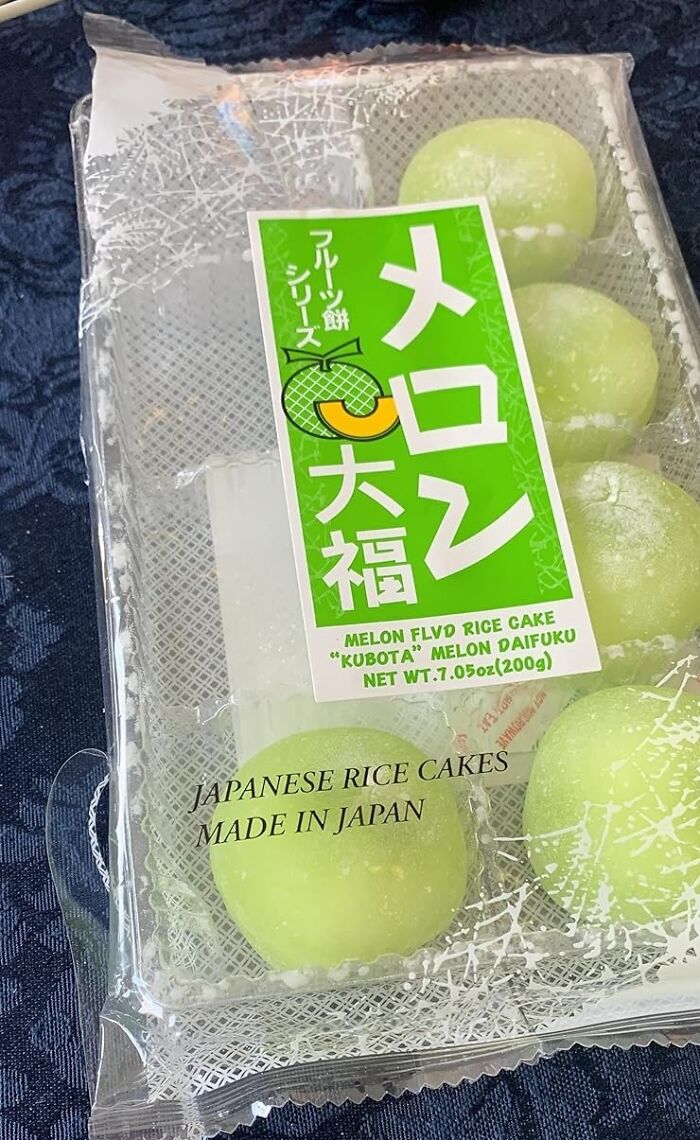 メロン
フルーツ餅
シリーズ
大福
MELON FLVD RICE CAKE
"KUBOTA" MELON DAIFUKU
NET WT.7.05oz(200g)
JAPANESE RICE CAKES
MADE IN JAPAN